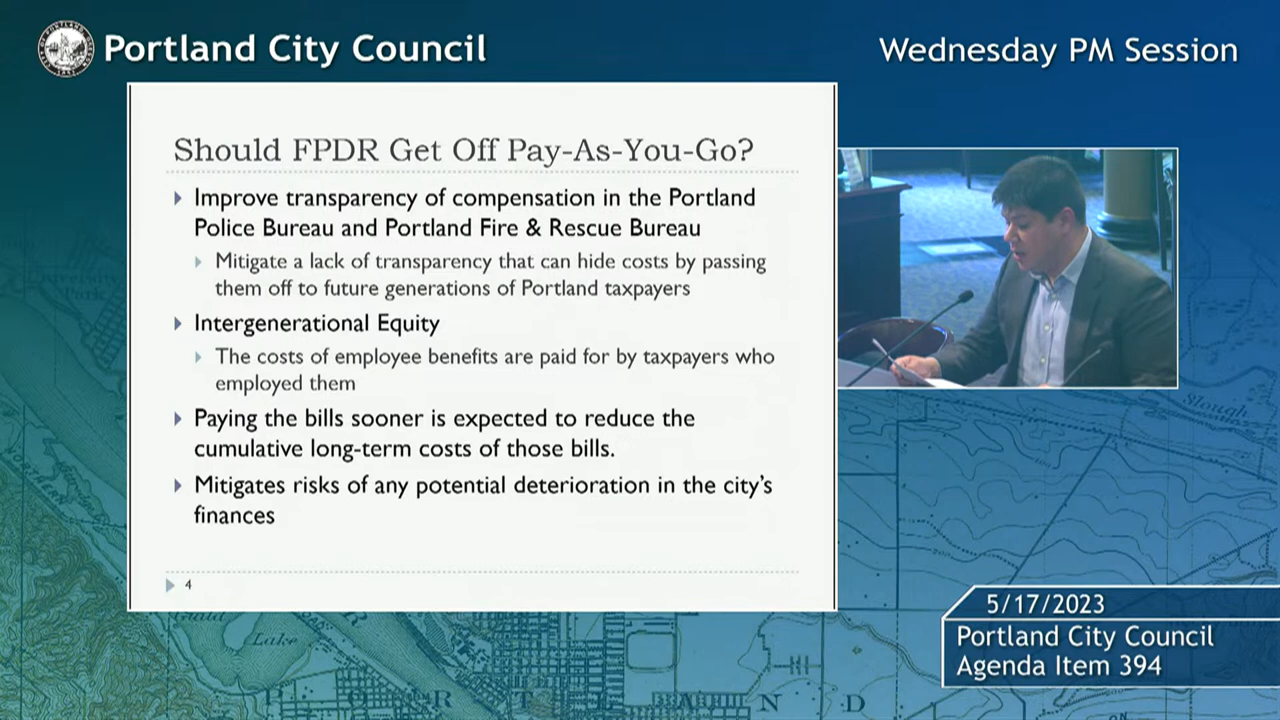 Portland City Council
Wednesday PM Session
Should FPDR Get Off Pay-As-You-Go?
Improve transparency of compensation in the Portland
Police Bureau and Portland Fire & Rescue Bureau
Mitigate a lack of transparency that can hide costs by passing
them off to future generations of Portland taxpayers
Intergenerational Equity
The costs of employee benefits are paid for by taxpayers who
employed them
Paying the bills sooner is expected to reduce the
cumulative long-term costs of those bills.
Mitigates risks of any potential deterioration in the city's
finances
4
Slough
Guild
Lake
R T L A N D
5/17/2023
Portland City Council
Agenda Item 394